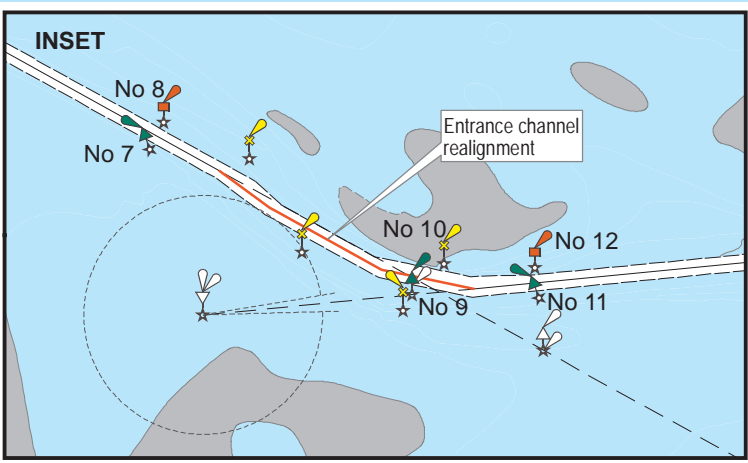 INSET
No 8
No 7
Entrance channel
realignment
No 10
No 12
No 9
No 11